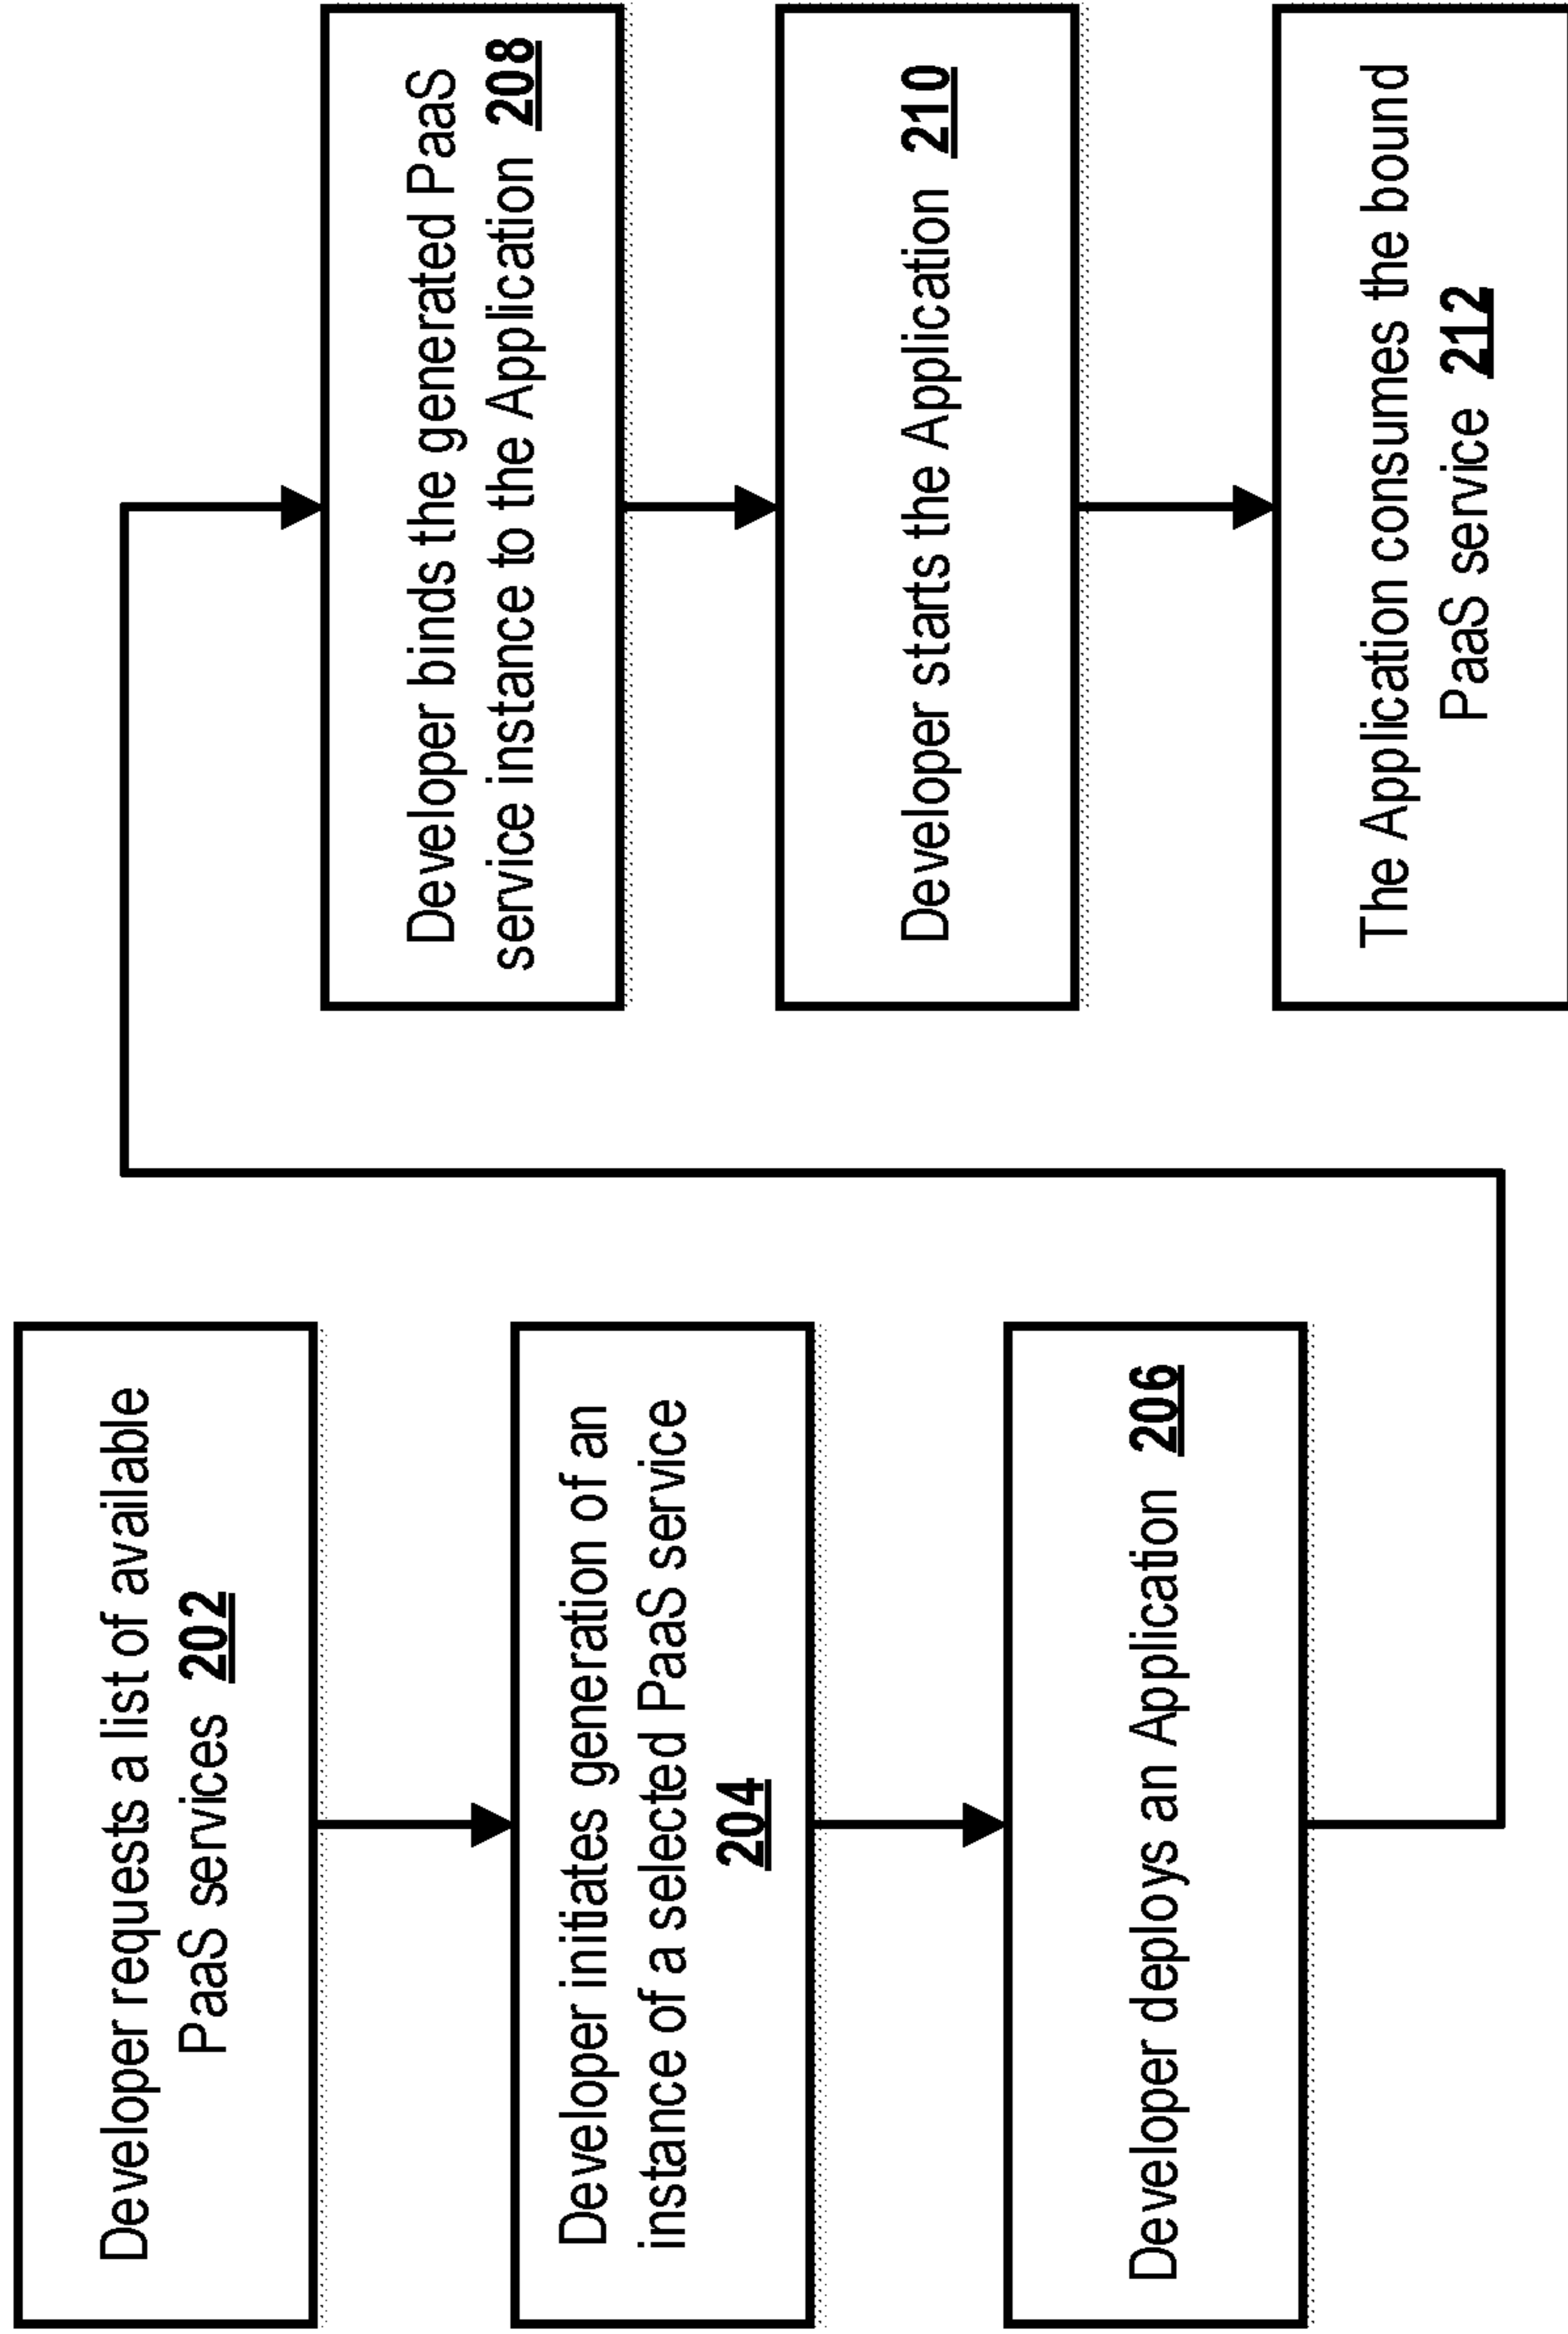 Developer requests a list of available
PaaS services 202
Developer initiates generation of an
instance of a selected PaaS service
204
Developer deploys an Application 206
Developer binds the generated PaaS
service instance to the Application 208
Developer starts the Application 210
The Application consumes the bound
PaaS service 212